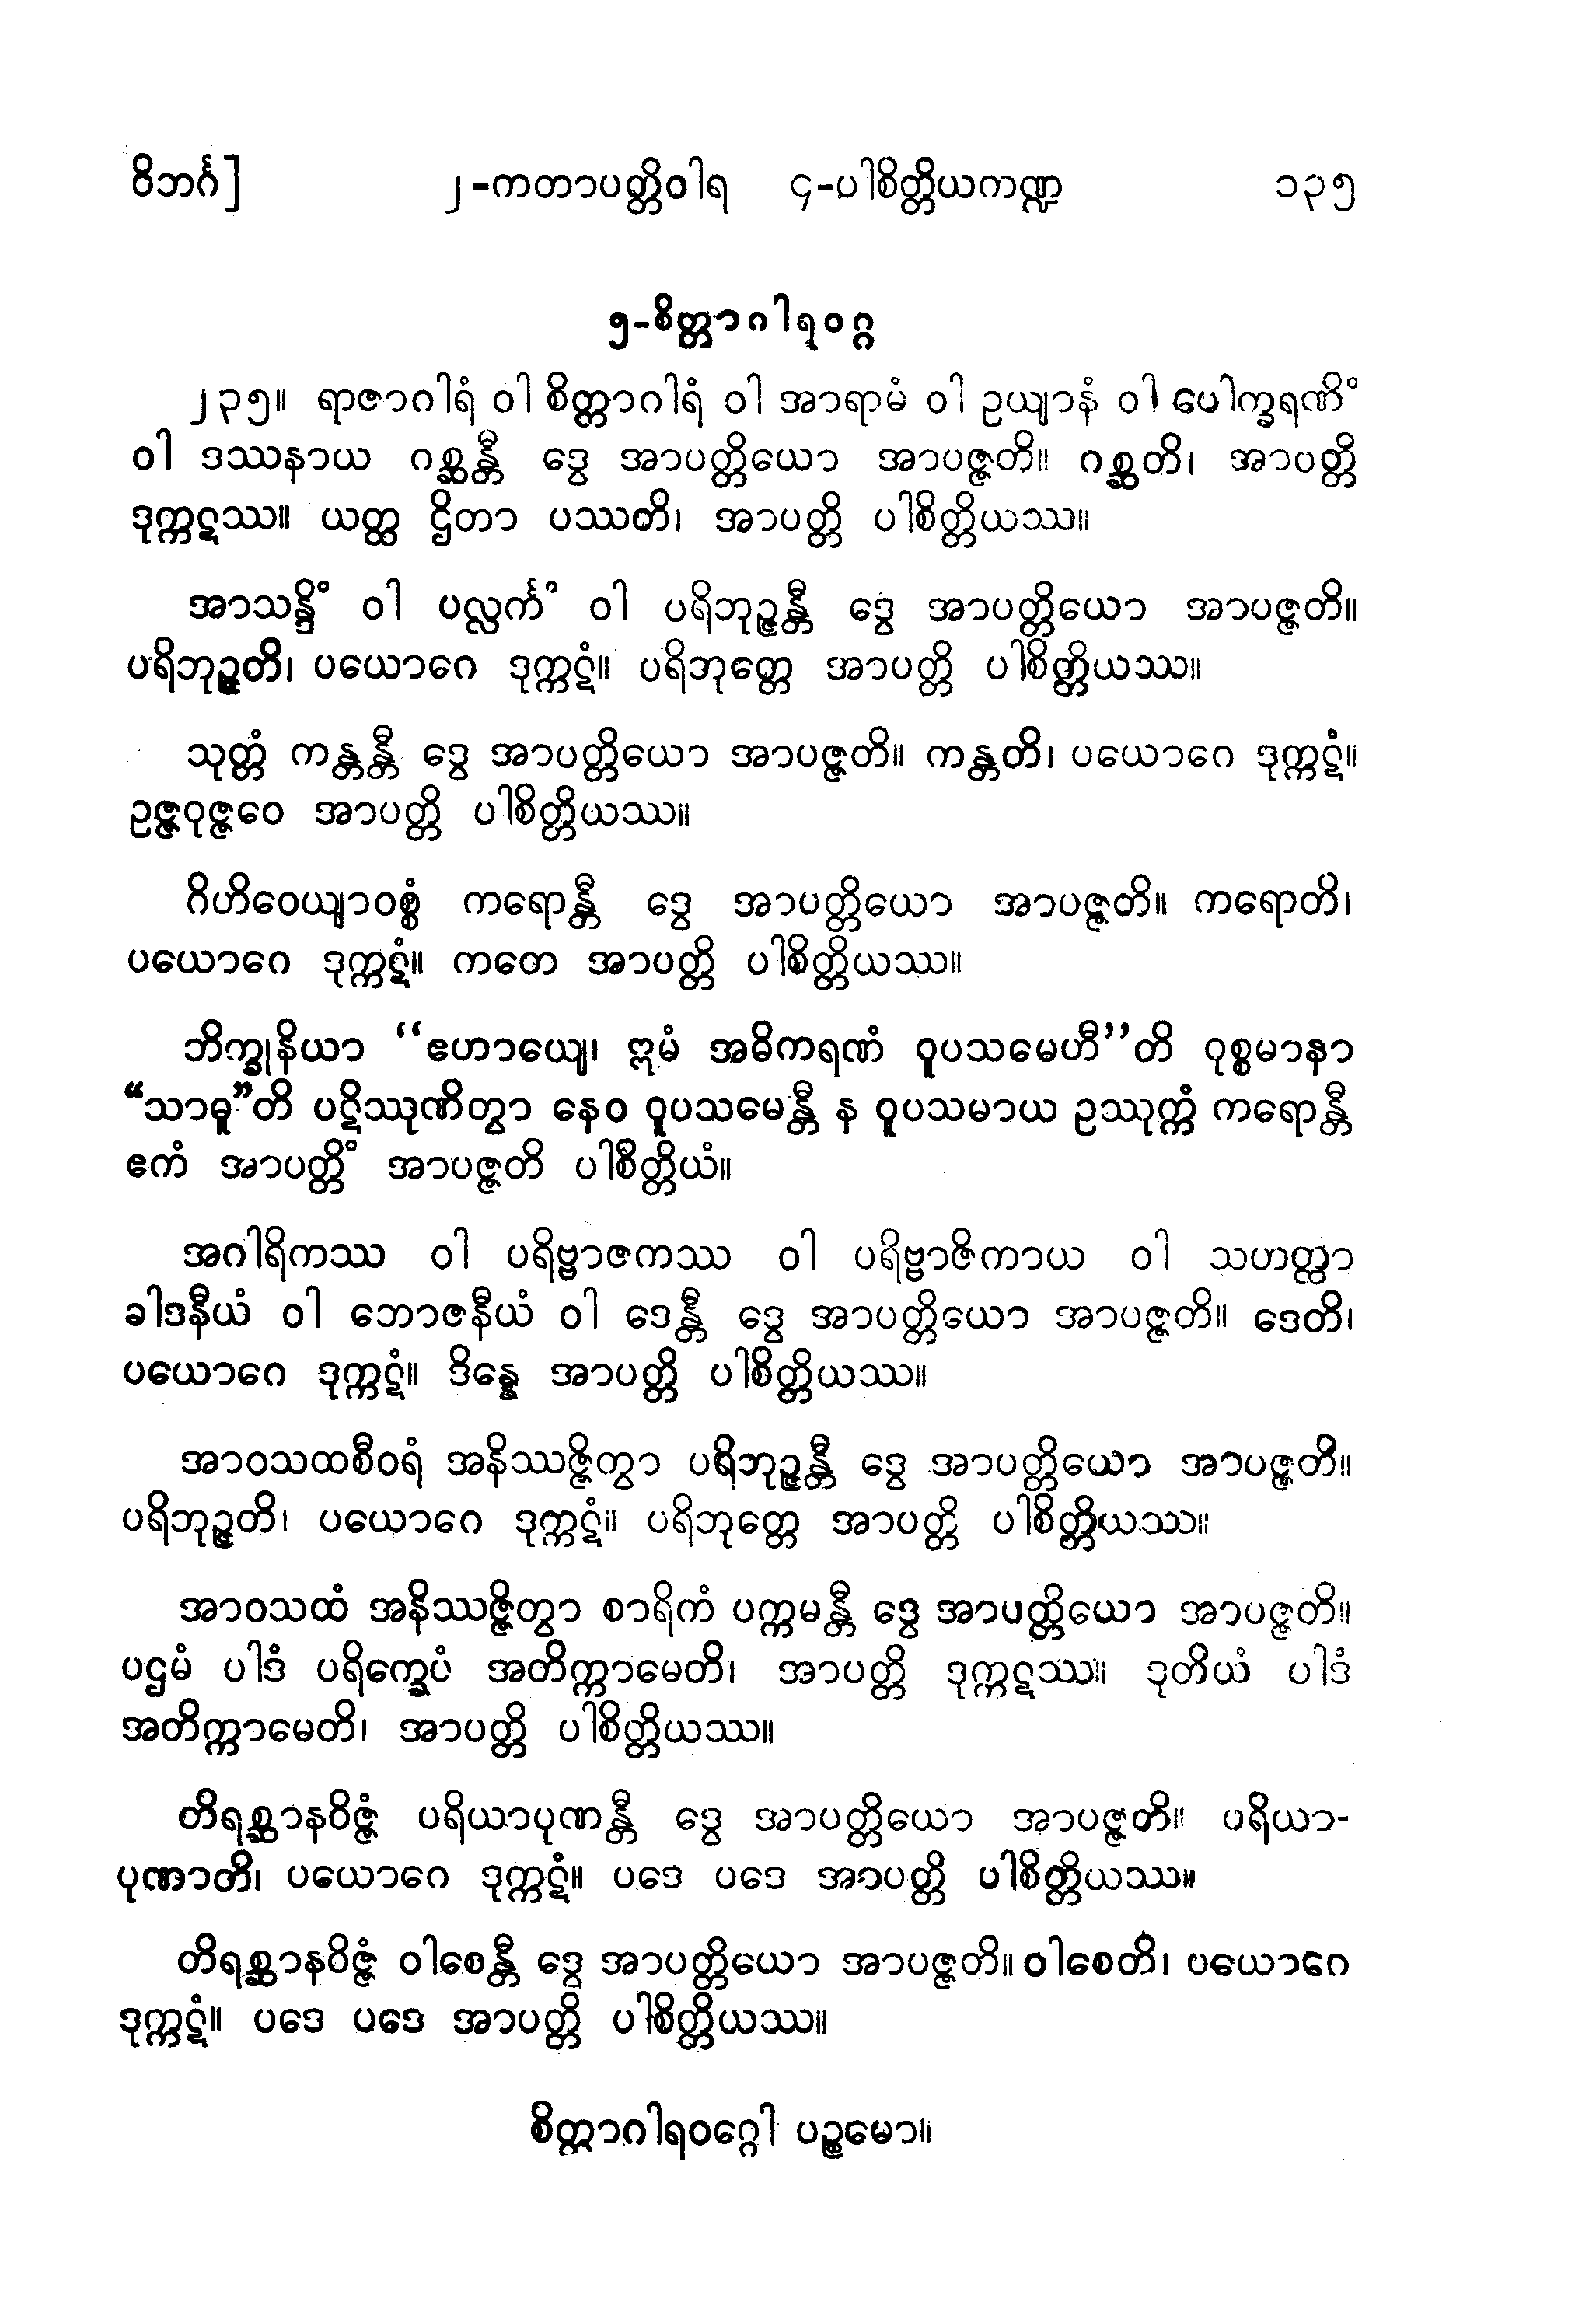 ဝိဘင်္ဂ] ၂-ကတာပတ္တိဝါရ ၄-ပါစိတ္တိယကဏ္ဍ ၁၃၅
၅-စိတ္တာဂါရဝဂ္ဂ
၂၃၅။ ရာဇာဂါရံ ဝါ စိတ္တာဂါရံ ဝါ အာရာမံ ဝါ ဥယျာနံ ဝါ ပေါက္ခရဏိံ
ဝါ ဒဿနာယ ဂစ္ဆန္တီ ဒွေ အာပတ္တိယော အာပဇ္ဇတိ။ ဂစ္ဆတိ၊ အာပတ္တိ
ဒုက္ကဋဿ။ ယတ္ထ ဌိတာ ပဿတိ၊ အာပတ္တိ ပါစိတ္တိယဿ။
အာသန္ဒိံ ဝါ ပလ္လင်္ကံ ဝါ ပရိဘုဉ္ဇန္တီ ဒွေ အာပတ္တိယော အာပဇ္ဇတိ။
ပရိဘုဉ္ဇတိ၊ ပယောဂေ ဒုက္ကဋံ။ ပရိဘုတ္တေ အာပတ္တိ ပါစိတ္တိယဿ။
သုတ္တံ ကန္တန္တီ ဒွေ အာပတ္တိယော အာပဇ္ဇတိ။ ကန္တတိ၊ ပယောဂေ ဒုက္ကဋံ။
ဥဇ္ဇဝုဇ္ဇဝေ အာပတ္တိ ပါစိတ္တိယဿ။
ဂိဟိဝေယျာဝစ္စံ ကရောန္တီ ဒွေ အာပတ္တိယော အာပဇ္ဇတိ။ ကရောတိ၊
ပယောဂေ ဒုက္ကဋံ။ ကတေ အာပတ္တိ ပါစိတ္တိယဿ။
ဘိက္ခုနိယာ “ဧဟာယျေ၊ ဣမံ အဓိကရဏံ ဝူပသမေဟီ”တိ ဝုစ္စမာနာ
“သာဓူ”တိ ပဋိဿုဏိတွာ နေဝ ဝူပသမေန္တီ န ဝူပသမာယ ဥဿုက္ကံ ကရောန္တီ
ဧကံ အာပတ္တိံ အာပဇ္ဇတိ ပါစိတ္တိယံ။
အဂါရိကဿ ဝါ ပရိဗ္ဗာဇကဿ ဝါ ပရိဗ္ဗာဇိကာယ ဝါ သဟတ္ထာ
ခါဒနီယံ ဝါ ဘောဇနီယံ ဝါ ဒေန္တီ ဒွေ အာပတ္တိယော အာပဇ္ဇတိ။ ဒေတိ၊
ပယောဂေ ဒုက္ကဋံ။ ဒိန္နေ အာပတ္တိ ပါစိတ္တိယဿ။
အာဝသထစီဝရံ အနိဿဇ္ဇိတွာ ပရိဘုဉ္ဇန္တီ ဒွေ အာပတ္တိယော အာပဇ္ဇတိ။
ပရိဘုဉ္ဇတိ၊ ပယောဂေ ဒုက္ကဋံ။ ပရိဘုတ္တေ အာပတ္တိ ပါစိတ္တိယဿ။
အာဝသထံ အနိဿဇ္ဇိတွာ စာရိကံ ပက္ကမန္တီ ဒွေ အာပတ္တိယော အာပဇ္ဇတိ။
ပဌမံ ပါဒံ ပရိက္ခေပံ အတိက္ကာမေတိ၊ အာပတ္တိ ဒုက္ကဋဿ။ ဒုတိယံ ပါဒံ
အတိက္ကာမေတိ၊ အာပတ္တိ ပါစိတ္တိယဿ။
တိရစ္ဆာနဝိဇ္ဇံ ပရိယာပုဏန္တီ ဒွေ အာပတ္တိယော အာပဇ္ဇတိ။ ပရိယာ-
ပုဏာတိ၊ ပယောဂေ ဒုက္ကဋံ။ ပဒေ ပဒေ အာပတ္တိ ပါစိတ္တိယဿ။
တိရစ္ဆာနဝိဇ္ဇံ ဝါစေန္တီ ဒွေ အာပတ္တိယော အာပဇ္ဇတိ။ ဝါစေတိ၊ ပယောဂေ
ဒုက္ကဋံ။ ပဒေ ပဒေ အာပတ္တိ ပါစိတ္တိယဿ။
စိတ္တာဂါရဝဂ္ဂေါ ပဉ္စမော။